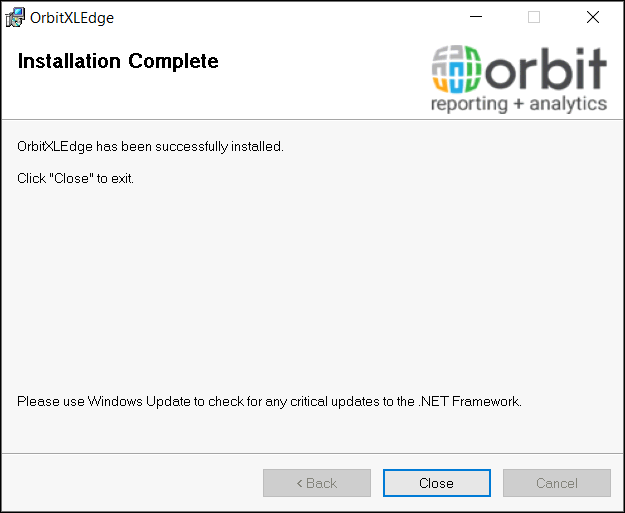 OrbitXLEdge
Installation Complete
orbit
reporting + analytics
OrbitXLEdge has been successfully installed.
Click "Close" to exit.
Please use Windows Update to check for any critical updates to the .NET Framework.
< Back
Close
Cancel